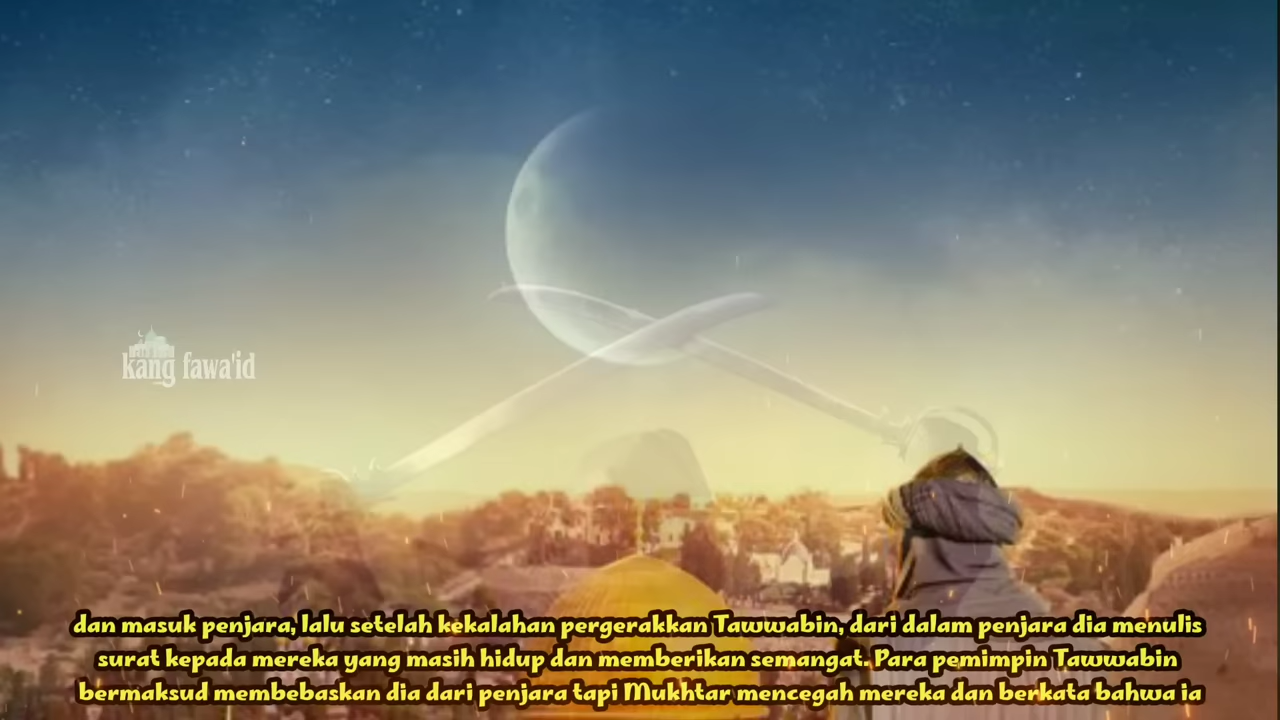 kang fawa'id
dan masuk penjara, lalu setelah kekalahan pergerakkan Tawwabin, dari dalam penjara dia menulis
surat kepada mereka yang masih hidup dan memberikan semangat. Para pemimpin Tawwabin
bermaksud membebaskan dia dari penjara tapi Mukhtar mencegah mereka dan berkata bahwa ia